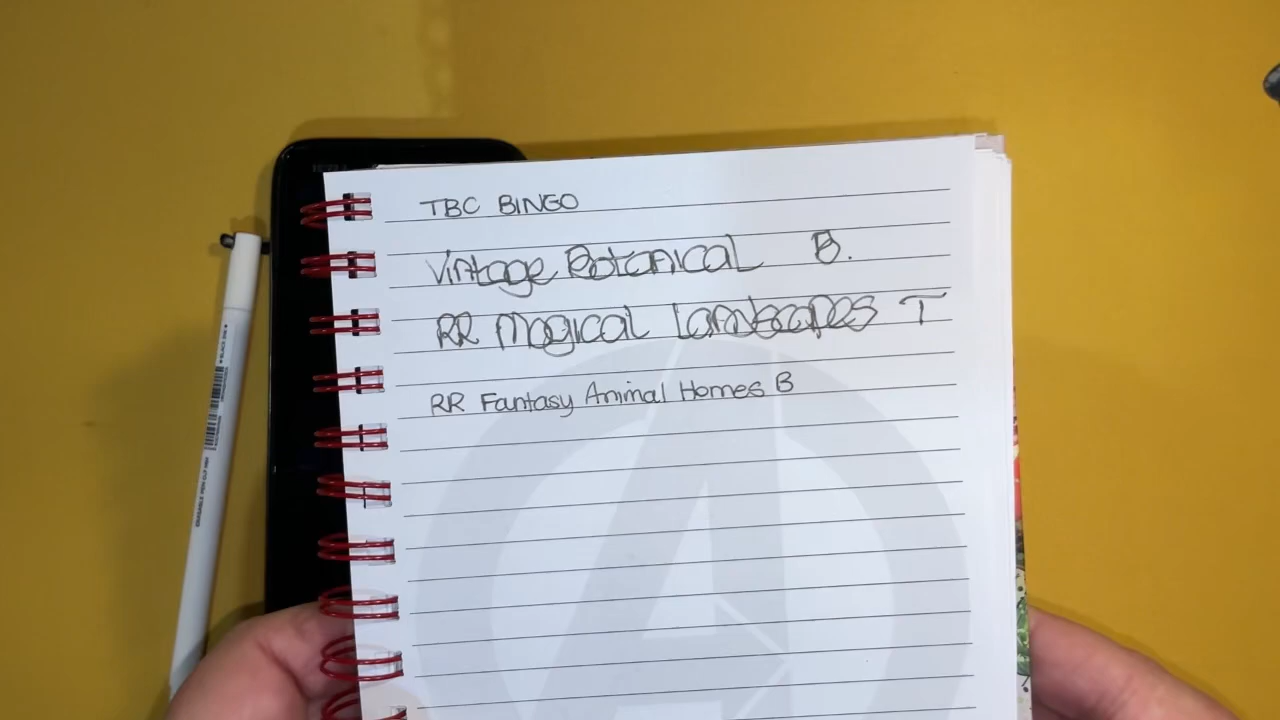 TBC BINGO
Vintage Botanical B.
RR Magical Landscapes T
RR Fantasy Animal Homes B